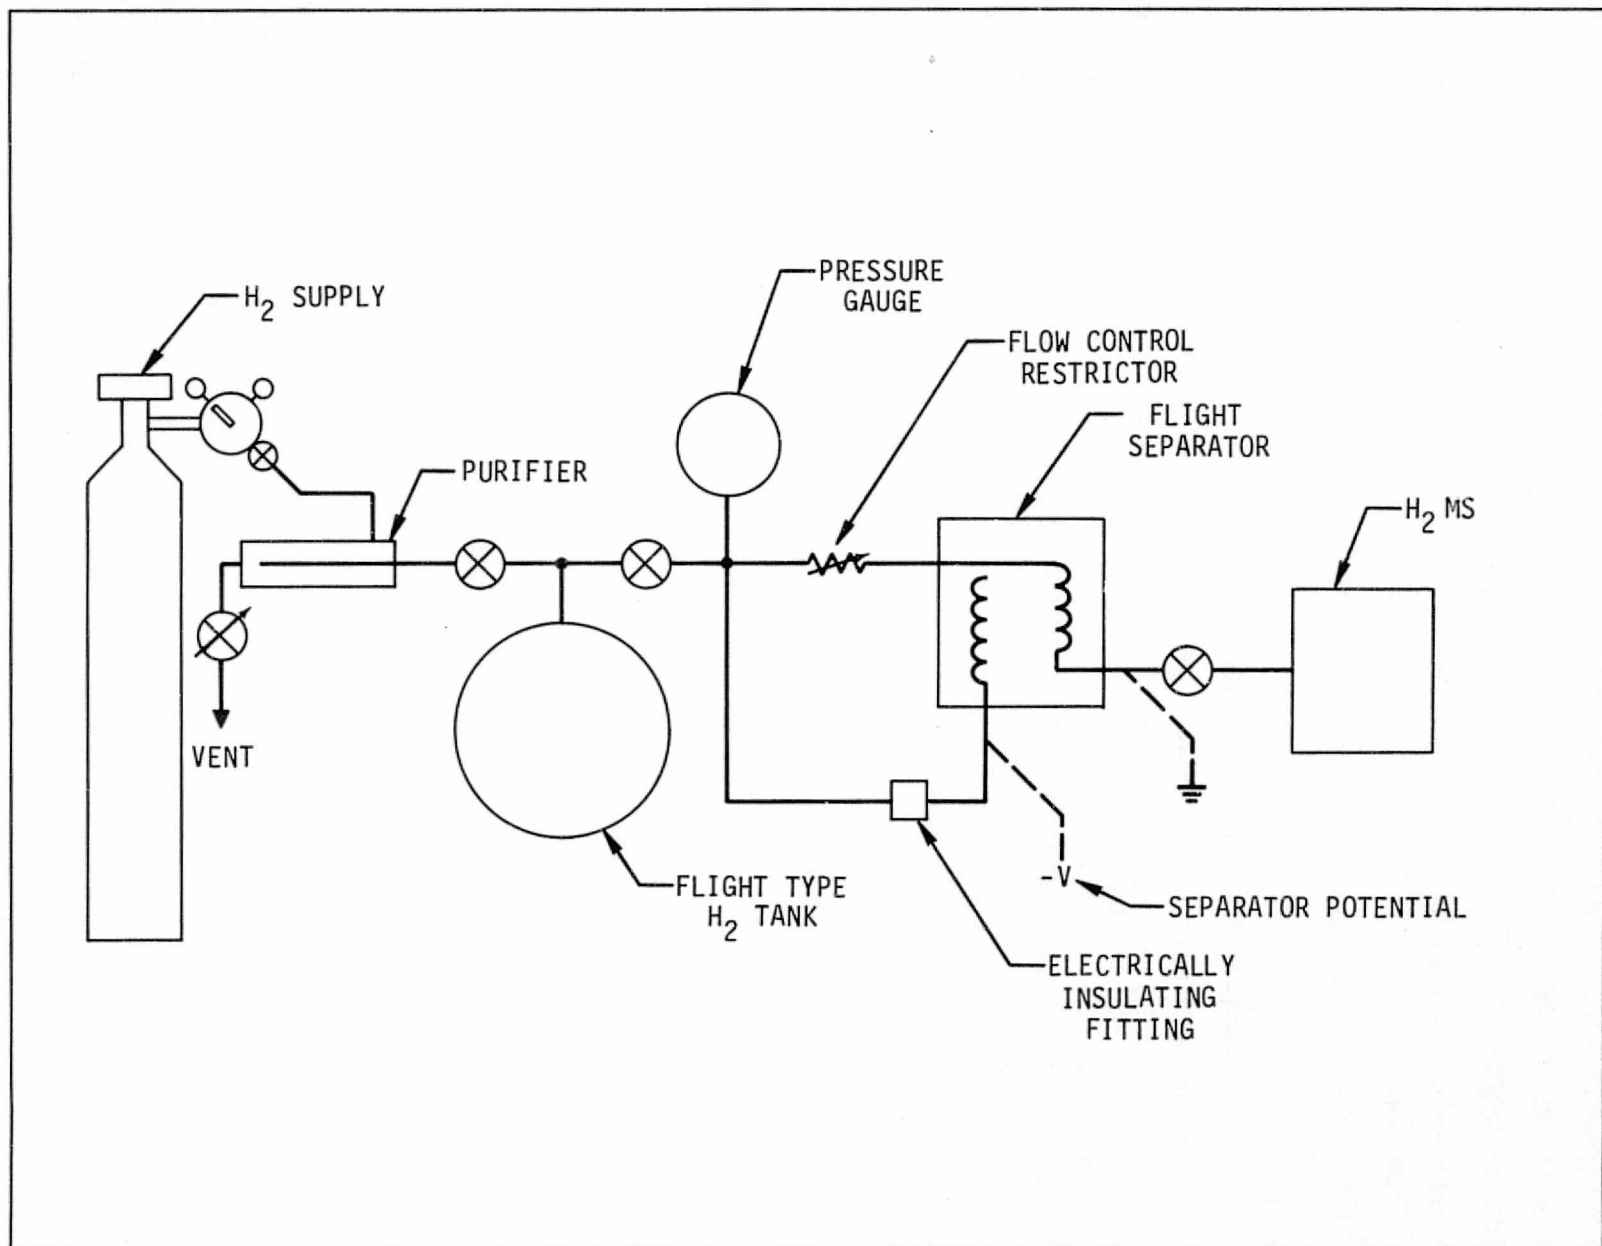 H2 SUPPLY
PRESSURE
GAUGE
FLOW CONTROL
RESTRICTOR
FLIGHT
SEPARATOR
PURIFIER
H2 MS
VENT
FLIGHT TYPE
H2 TANK
-V
SEPARATOR POTENTIAL
ELECTRICALLY
INSULATING
FITTING